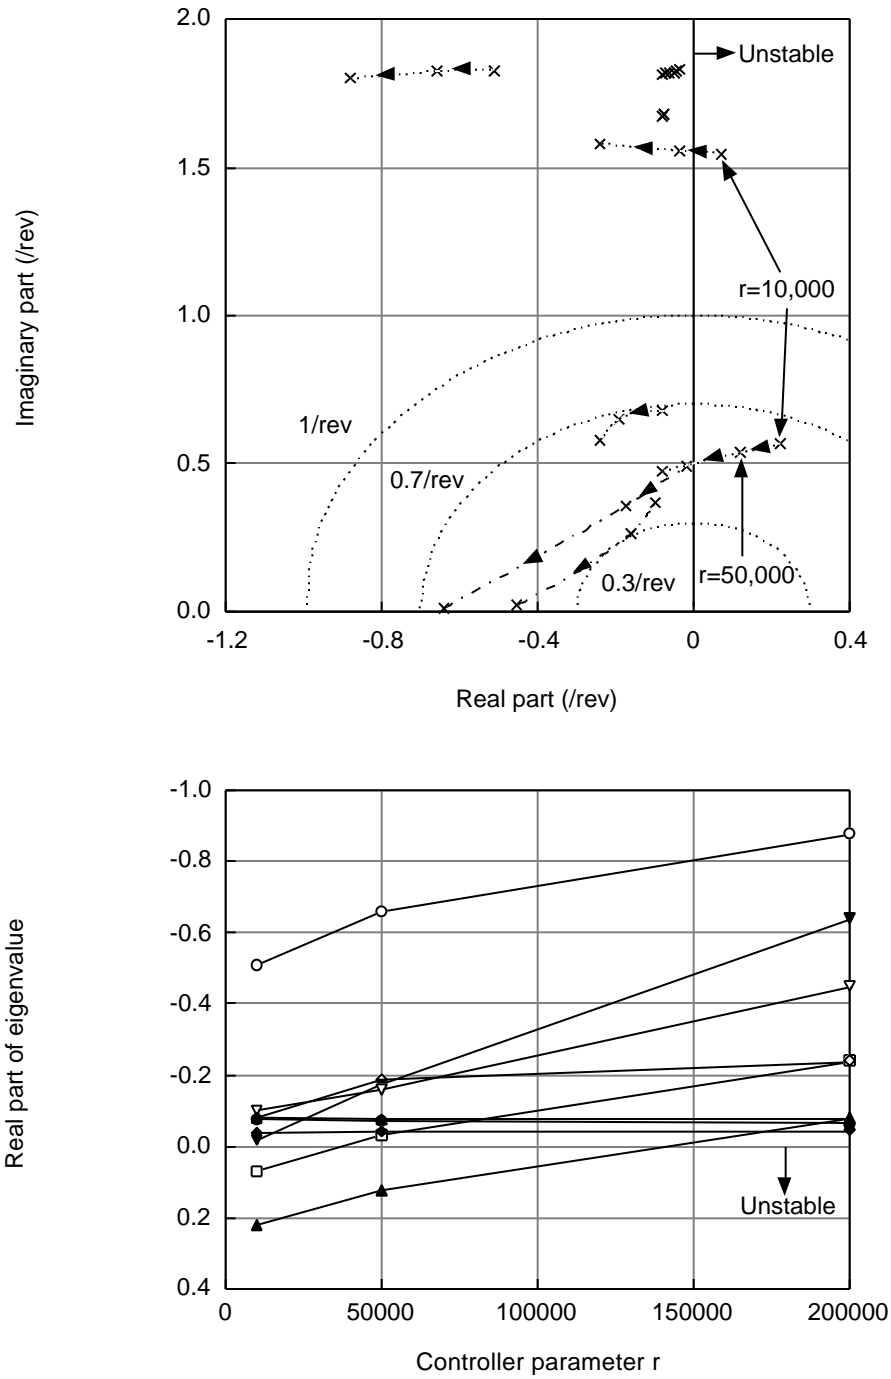 2.0
Unstable
1.5
Imaginary part (/rev)
r=10,000
1.0
1/rev
0.7/rev
0.5
0.3/rev
r=50,000
0.0
-1.2
-0.8
-0.4
0
0.4
Real part (/rev)
-1.0
-0.8
-0.6
Real part of eigenvalue
-0.4
-0.2
0.0
Unstable
0.2
0.4
0
50000
100000
150000
200000
Controller parameter r